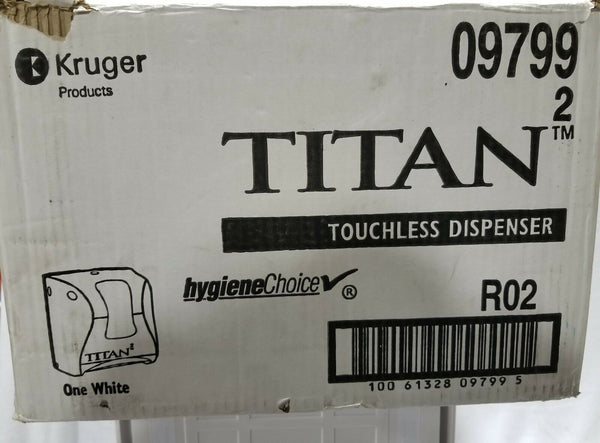 Kruger
Products
09799
2
TITAN™
TOUCHLESS DISPENSER
hygieneChoice ®
R02
TITAN²
One White
100 61328 09799 5